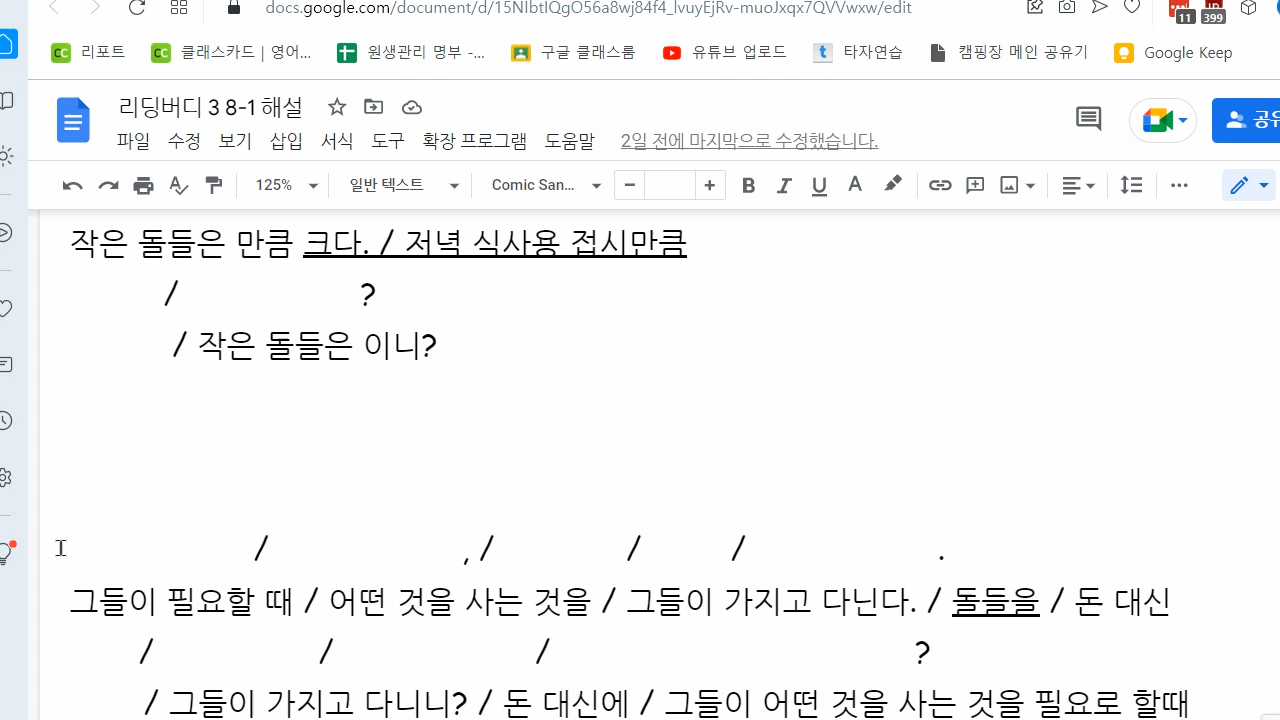 docs.google.com/document/d/15NIbtIQgO56a8wj84f4_lvuyEjRv-muoJxqx7QVVwxw/edit
11 399
리포트 클래스카드 | 영어... 원생관리 명부 -... 구글 클래스룸 유튜브 업본드 타자연습 캠핑장 메인 공유기 Google Keep
리딩버디 3 8-1 해설
공유
파일 수정 보기 삽입 서식 도구 확장 프로그램 도움말 2일 전에 마지막으로 수정했습니다.
125% 일반 텍스트 Comic San... − + B I U A
작은 돌들은 만큼 크다. / 저녁 식사용 접시만큼
/ ?
/ 작은 돌들은 이니?
/ , / / / .
그들이 필요할 때 / 어떤 것을 사는 것을 / 그들이 가지고 다닌다. / 돌들을 / 돈 대신
/ / / ?
/ 그들이 가지고 다니니? / 돈 대신에 / 그들이 어떤 것을 사는 것을 필요로 할때